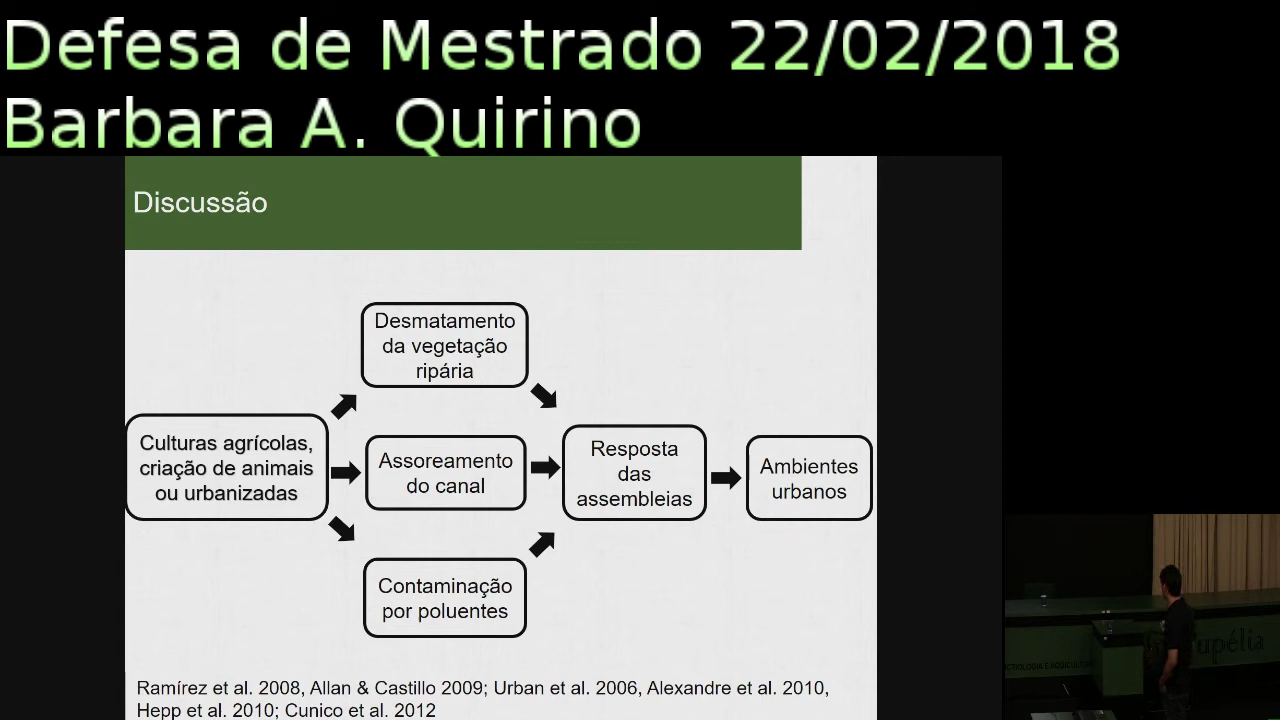 Defesa de Mestrado 22/02/2018
Barbara A. Quirino
Discussão
Desmatamento
da vegetação
ripária
Culturas agrícolas,
criação de animais
ou urbanizadas
Assoreamento
do canal
Contaminação
por poluentes
Resposta
das
assembleias
Ambientes
urbanos
Ramírez et al. 2008, Allan & Castillo 2009; Urban et al. 2006, Alexandre et al. 2010,
Hepp et al. 2010; Cunico et al. 2012